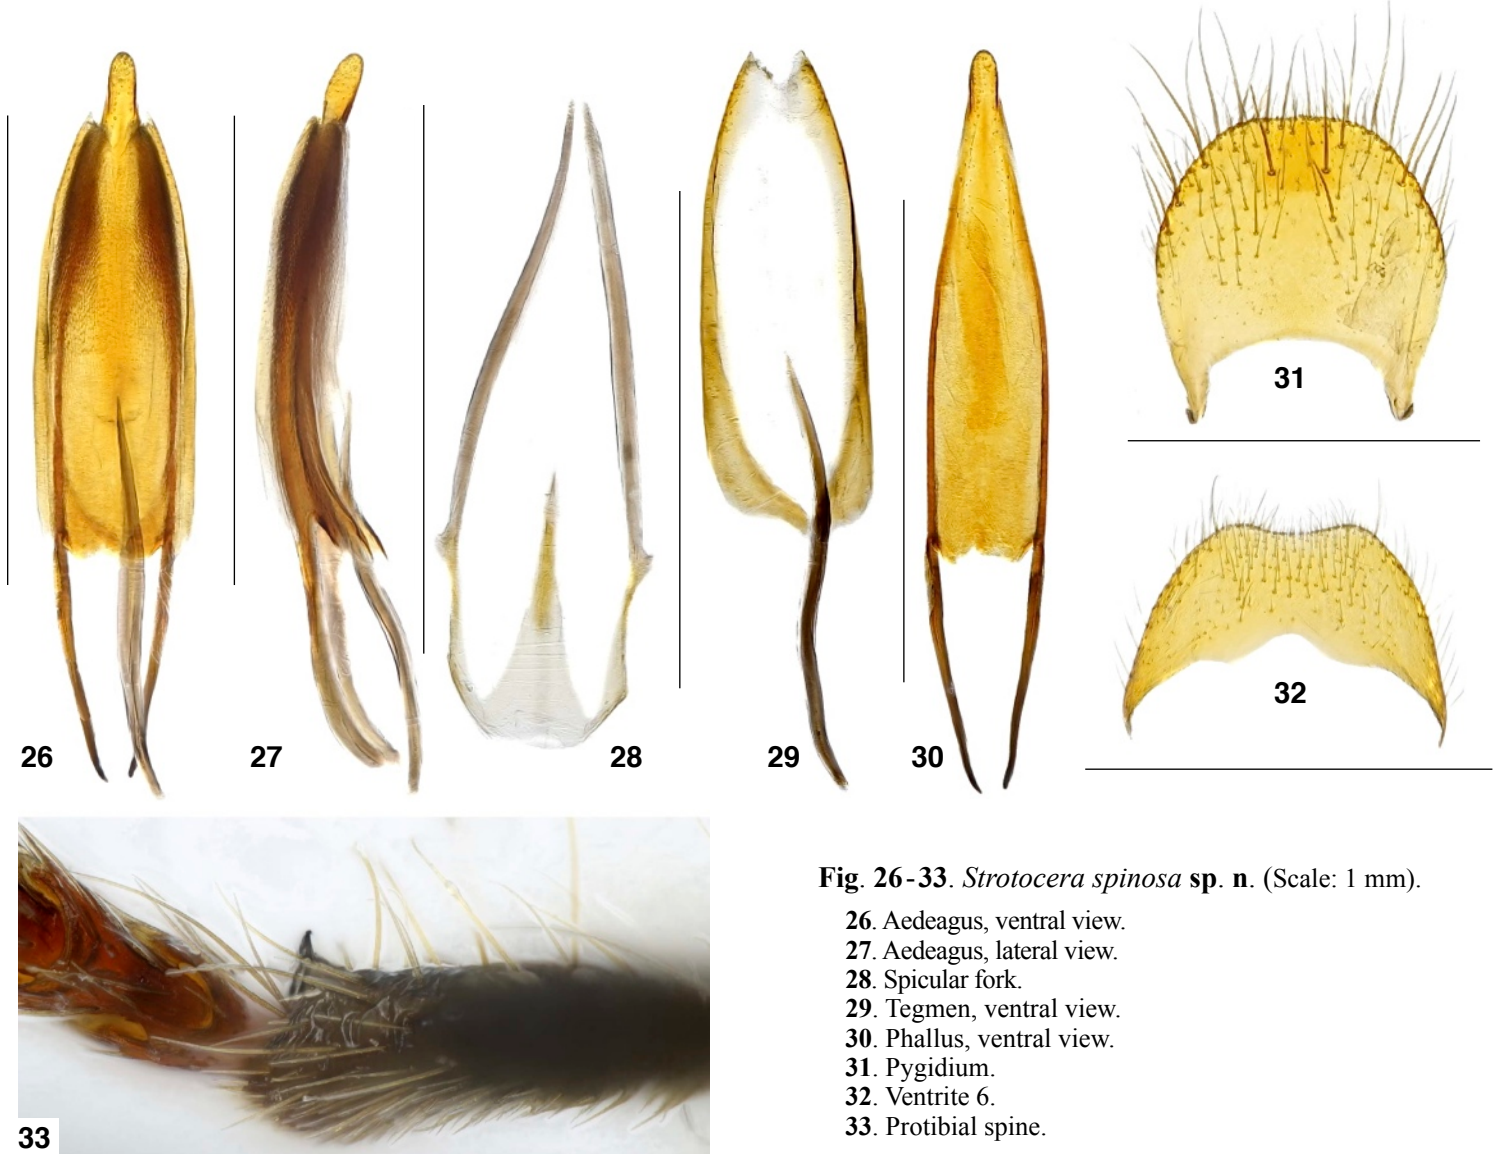 31
32
26
27
28
29
30
33
Fig. 26-33. Strotocera spinosa sp. n. (Scale: 1 mm).
26. Aedeagus, ventral view.
27. Aedeagus, lateral view.
28. Spicular fork.
29. Tegmen, ventral view.
30. Phallus, ventral view.
31. Pygidium.
32. Ventrite 6.
33. Protibial spine.